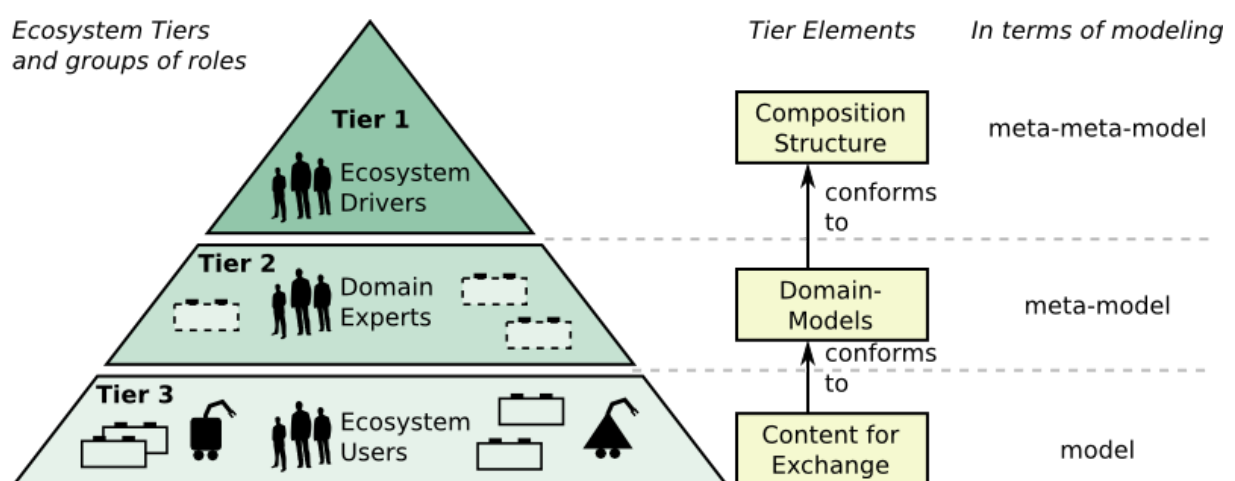 Ecosystem Tiers
and groups of roles
Tier Elements
In terms of modeling
Tier 1
Ecosystem
Drivers
Composition
Structure
meta-meta-model
conforms
to
Tier 2
Domain
Experts
Domain-
Models
meta-model
conforms
to
Tier 3
Ecosystem
Users
Content for
Exchange
model